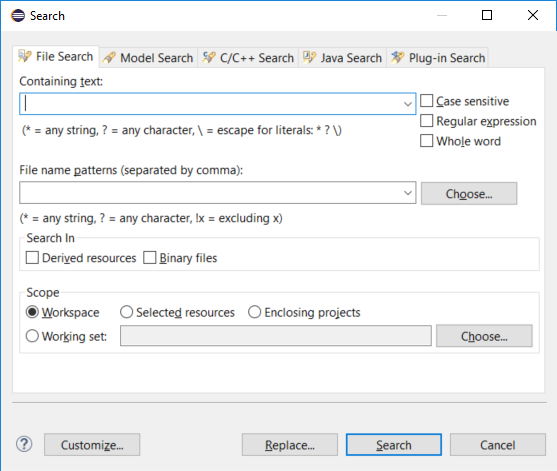 Search
File Search Model Search C/C++ Search Java Search Plug-in Search
Containing text:
Case sensitive
(* = any string, ? = any character, \ = escape for literals: * ? \)
Regular expression
Whole word
File name patterns (separated by comma):
Choose...
(* = any string, ? = any character, !x = excluding x)
Search In
Derived resources Binary files
Scope
Workspace Selected resources Enclosing projects
Working set: Choose...
? Customize... Replace... Search Cancel